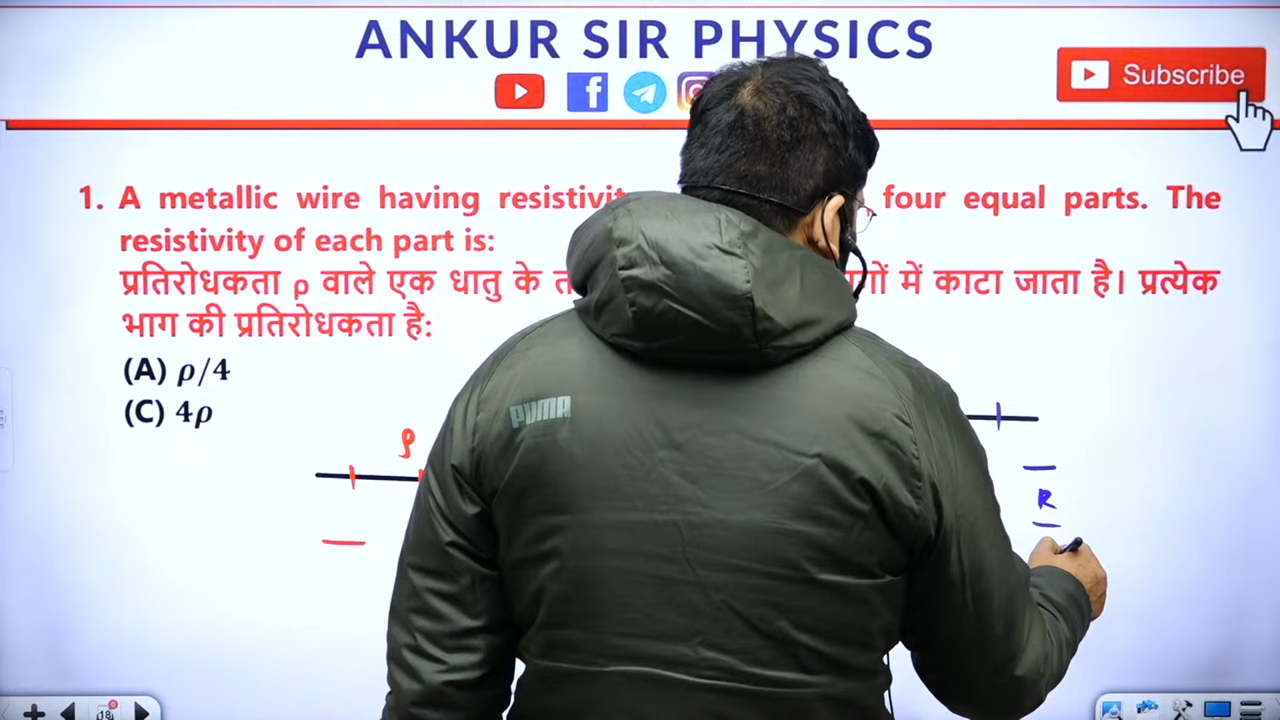 ANKUR SIR PHYSICS
Subscribe
1. A metallic wire having four equal parts. The
resistivity of each part is:
प्रतिरोधकता ρ वाले एक धातु के में काटा जाता है। प्रत्येक
भाग की प्रतिरोधकता है:
(A) ρ/4
(C) 4ρ
PUMA
ρ
R
18